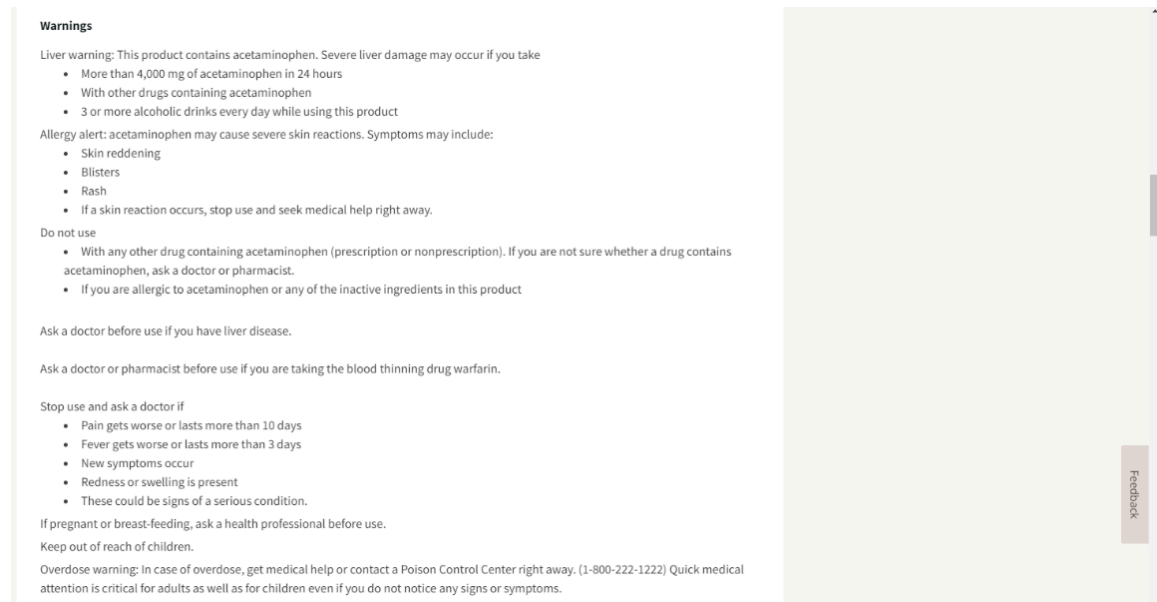 Warnings
Liver warning: This product contains acetaminophen. Severe liver damage may occur if you take
• More than 4,000 mg of acetaminophen in 24 hours
• With other drugs containing acetaminophen
• 3 or more alcoholic drinks every day while using this product
Allergy alert: acetaminophen may cause severe skin reactions. Symptoms may include:
• Skin reddening
• Blisters
• Rash
• If a skin reaction occurs, stop use and seek medical help right away.
Do not use
• With any other drug containing acetaminophen (prescription or nonprescription). If you are not sure whether a drug contains
acetaminophen, ask a doctor or pharmacist.
• If you are allergic to acetaminophen or any of the inactive ingredients in this product
Ask a doctor before use if you have liver disease.
Ask a doctor or pharmacist before use if you are taking the blood thinning drug warfarin.
Stop use and ask a doctor if
• Pain gets worse or lasts more than 10 days
• Fever gets worse or lasts more than 3 days
• New symptoms occur
• Redness or swelling is present
• These could be signs of a serious condition.
If pregnant or breast-feeding, ask a health professional before use.
Keep out of reach of children.
Overdose warning: In case of overdose, get medical help or contact a Poison Control Center right away. (1-800-222-1222) Quick medical
attention is critical for adults as well as for children even if you do not notice any signs or symptoms.
Feedback